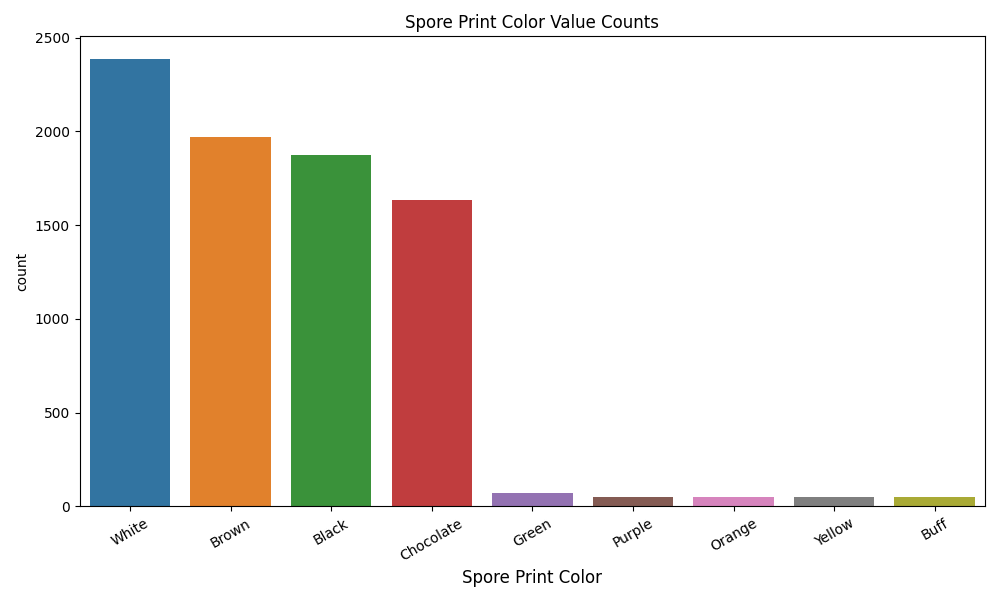 Spore Print Color Value Counts
2500
2000
1500
1000
500
0
count
White
Brown
Black
Chocolate
Green
Purple
Orange
Yellow
Buff
Spore Print Color